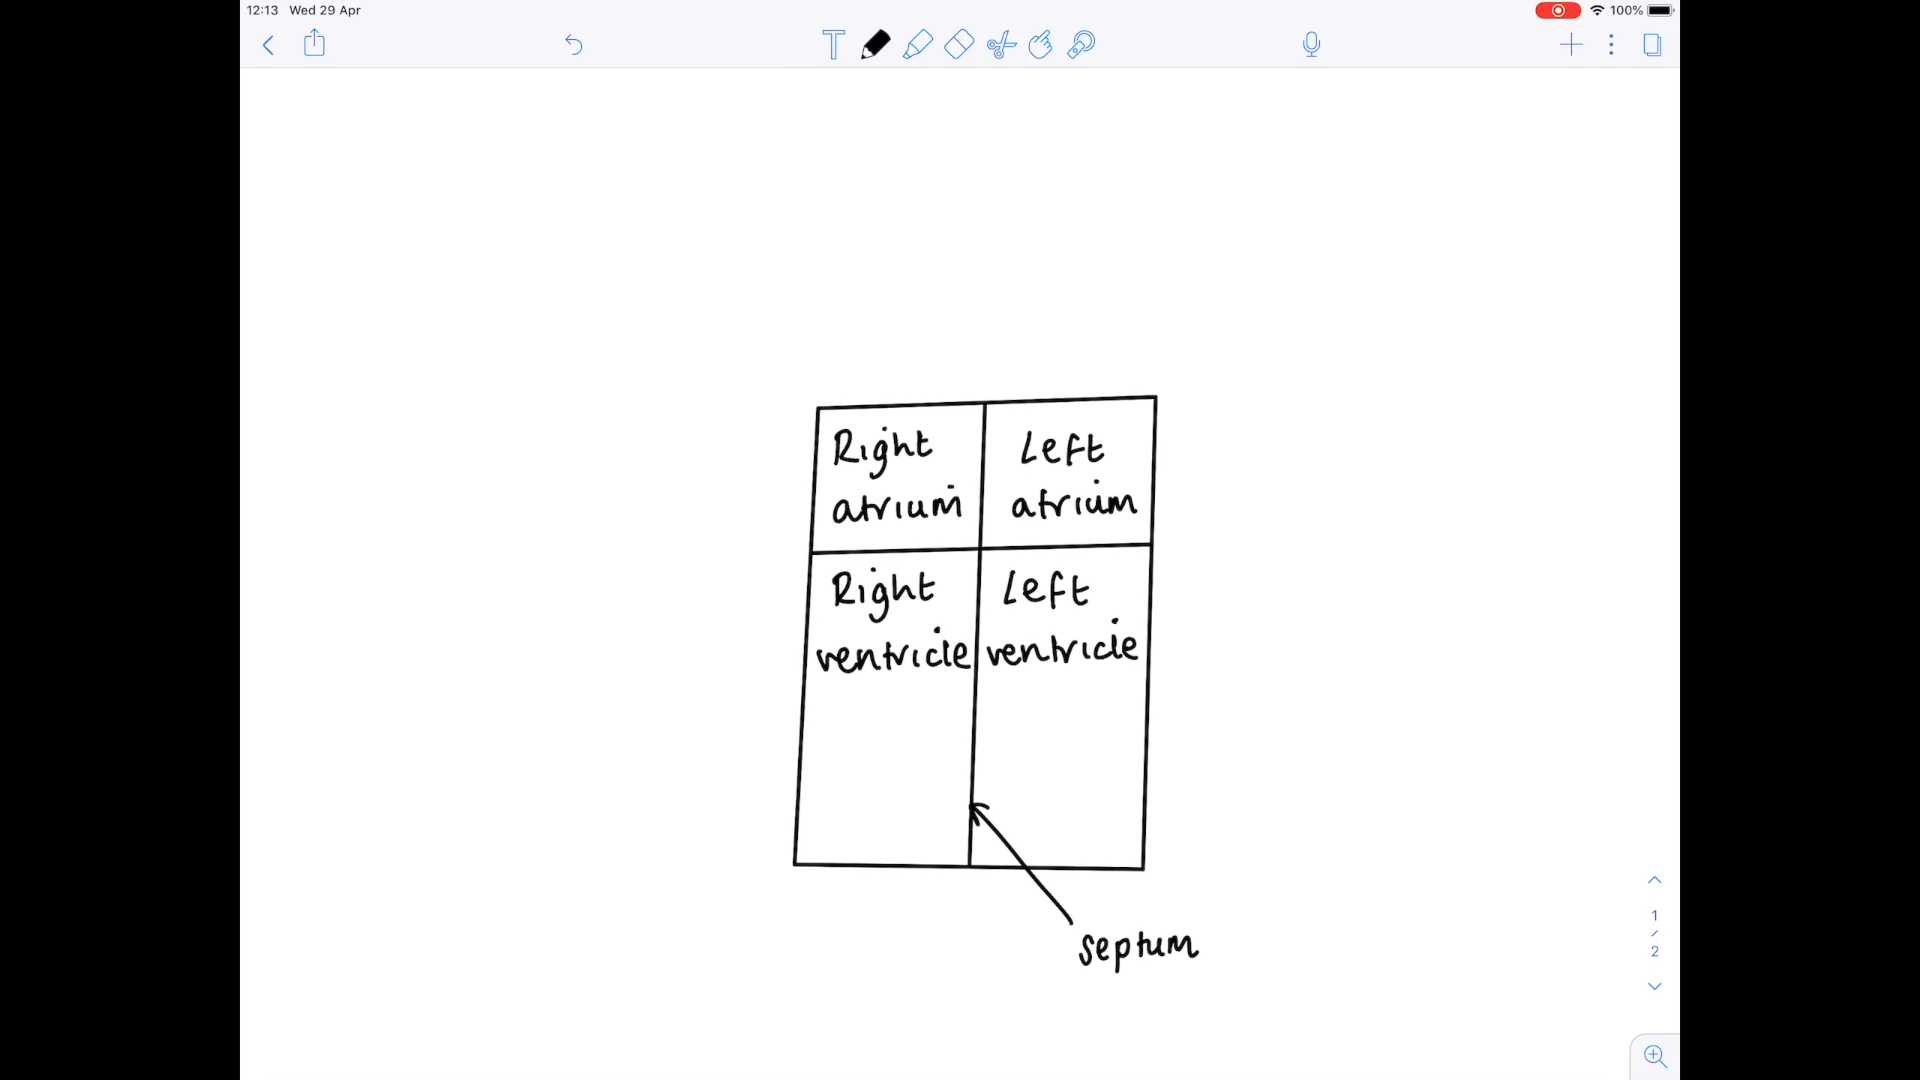 12:13 Wed 29 Apr
100%
Right
atrium
Left
atrium
Right
ventricle
Left
ventricle
septum
1
/
2